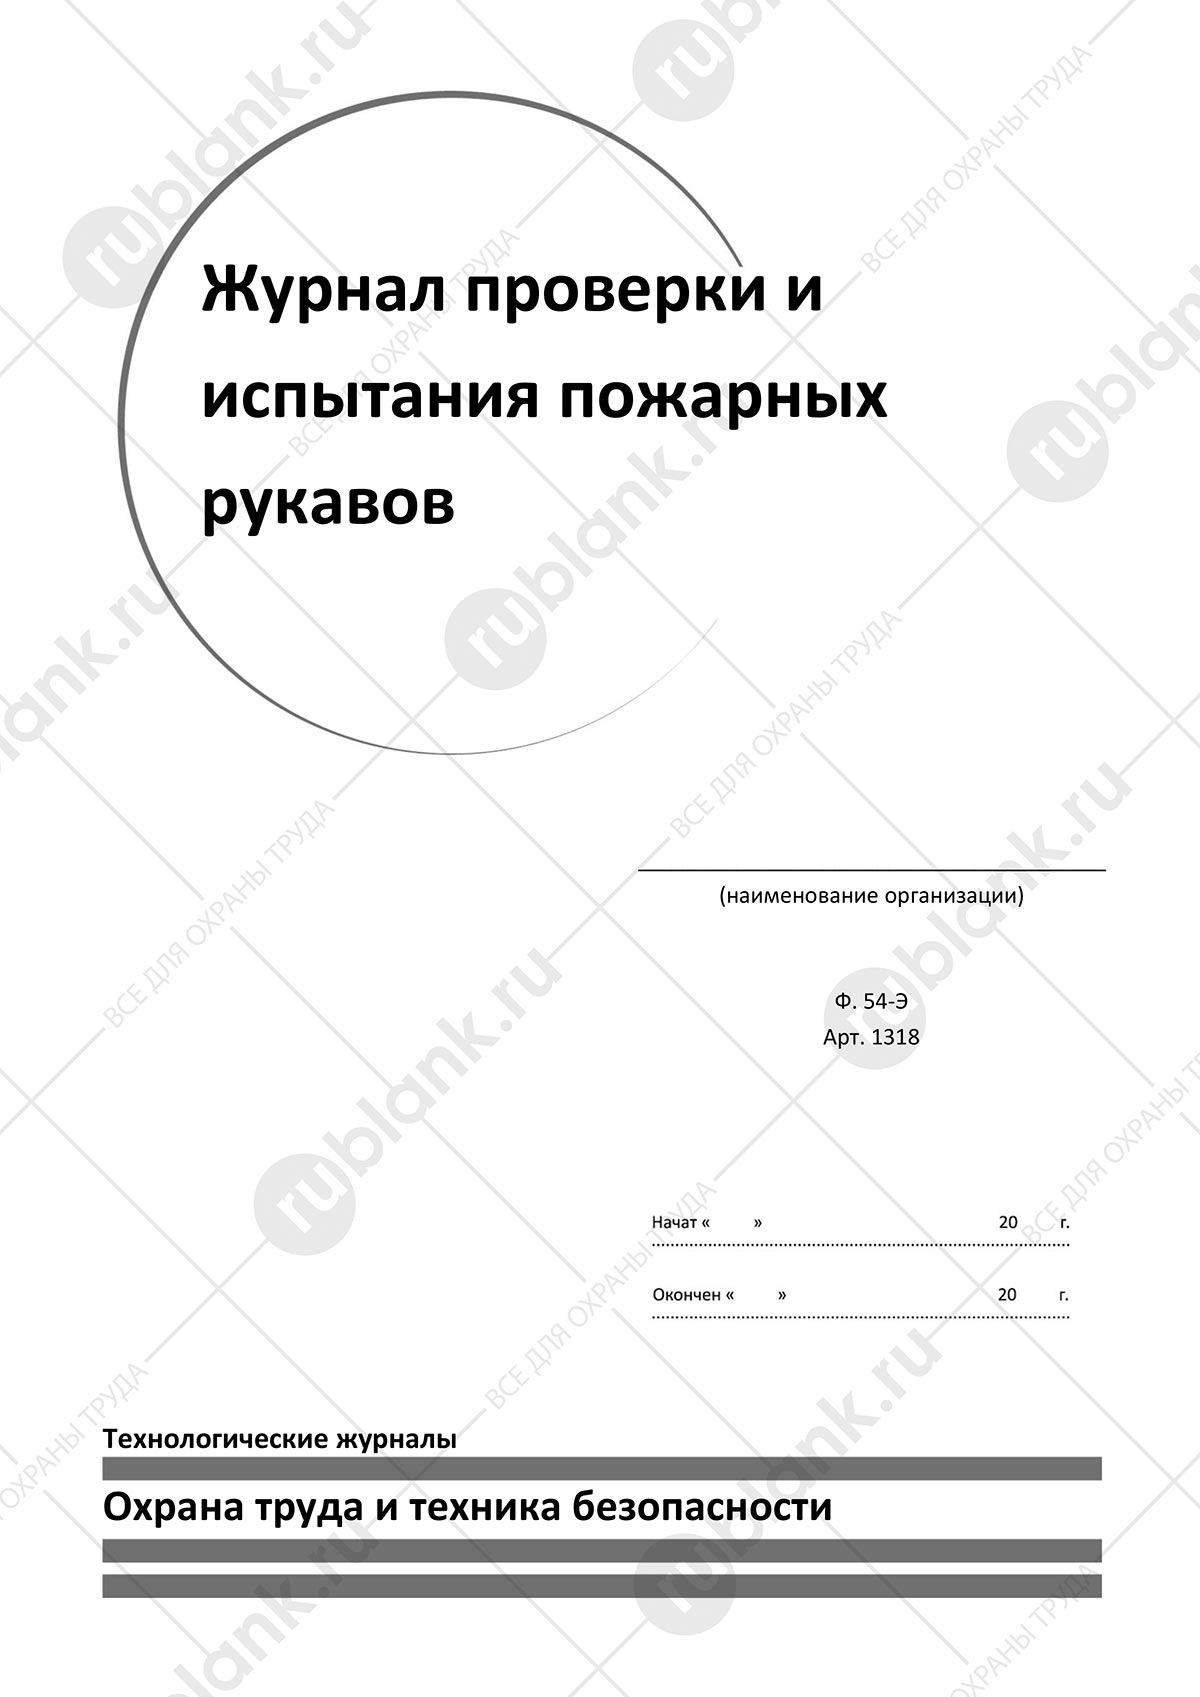 Журнал проверки и
испытания пожарных
рукавов
(наименование организации)
Ф. 54-Э
Арт. 1318
Начат « » 20 г.
Окончен « » 20 г.
Технологические журналы
Охрана труда и техника безопасности
rublank.ru
ВСЕ ДЛЯ ОХРАНЫ ТРУДА